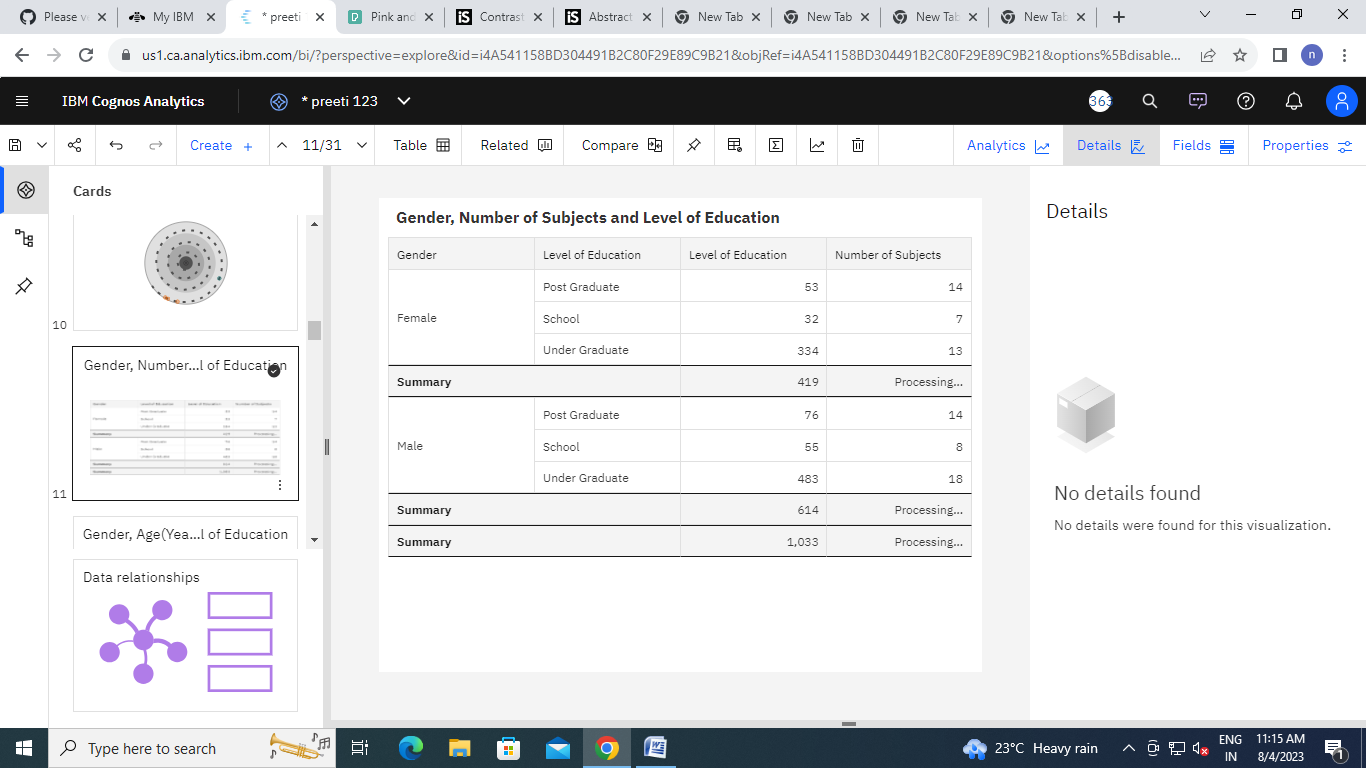 Please ve
My IBM
* preeti
Pink and
Contrast
Abstract
New Tab
New Tab
New Tab
New Tab
us1.ca.analytics.ibm.com/bi/?perspective=explore&id=i4A541158BD304491B2C80F29E89C9B21&objRef=i4A541158BD304491B2C80F29E89C9B21&options%5Bdisable...
n
IBM Cognos Analytics
* preeti 123
363
Create +
11/31
Table
Related
Compare
Analytics
Details
Fields
Properties
Cards
10
Gender, Number...l of Education
11
Gender, Age(Yea...l of Education
Data relationships
Gender, Number of Subjects and Level of Education
Gender Level of Education Level of Education Number of Subjects
Female Post Graduate 53 14
School 32 7
Under Graduate 334 13
Summary 419 Processing...
Male Post Graduate 76 14
School 55 8
Under Graduate 483 18
Summary 614 Processing...
Summary 1,033 Processing...
Details
No details found
No details were found for this visualization.
Type here to search
23°C Heavy rain
ENG
IN
11:15 AM
8/4/2023
1